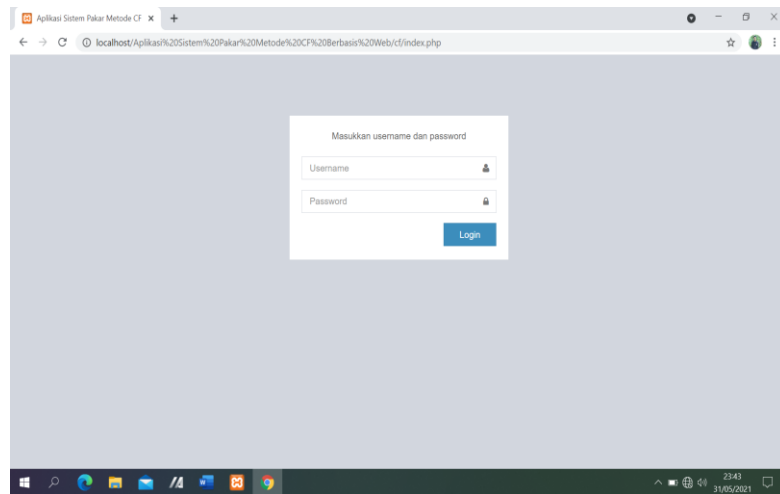 Aplikasi Sistem Pakar Metode CF
localhost/Aplikasi%20Sistem%20Pakar%20Metode%20CF%20Berbasis%20Web/cf/index.php
Masukkan username dan password
Username
Password
Login
23:43
31/05/2021